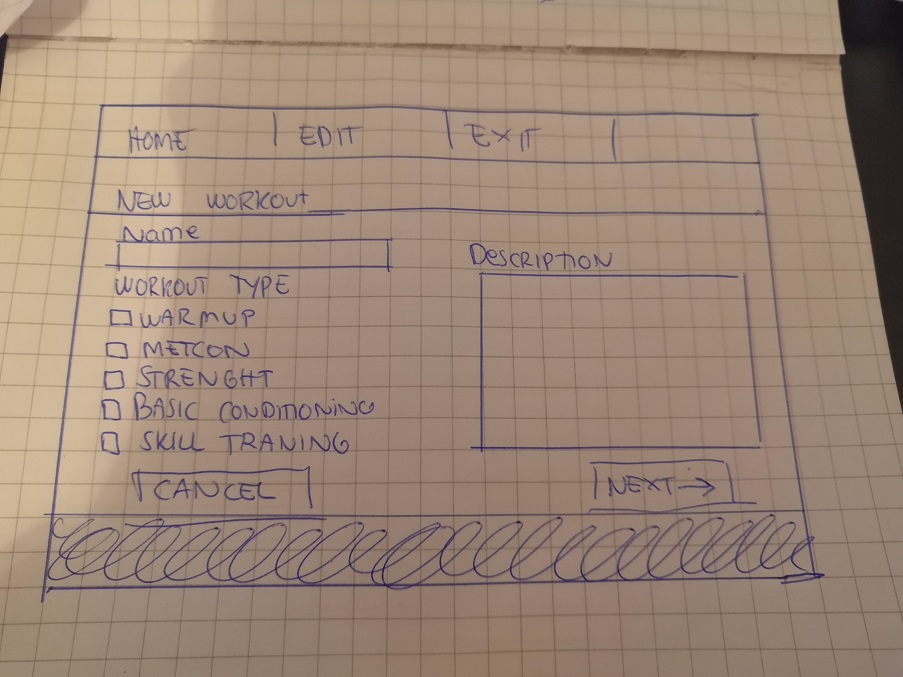 HOME EDIT EXIT
NEW WORKOUT
Name
DESCRIPTION
WORKOUT TYPE
WARMUP
METCON
STRENGHT
BASIC CONDITIONING
SKILL TRANING
CANCEL NEXT →